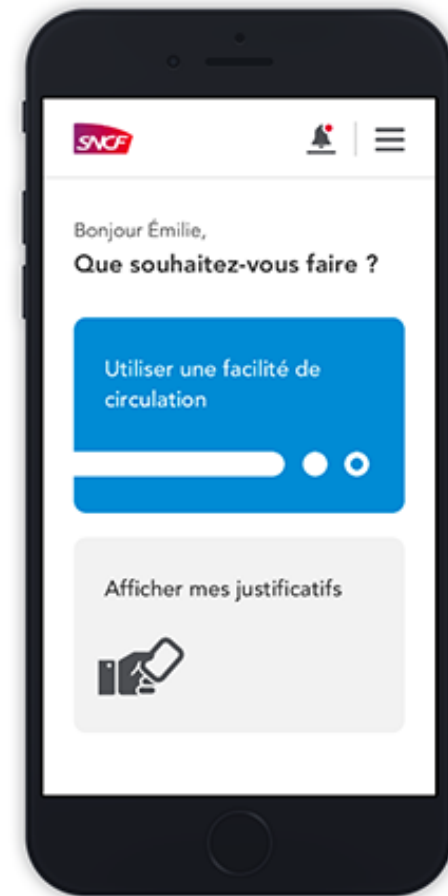 SNCF
Bonjour Émilie,
Que souhaitez-vous faire ?
Utiliser une facilité de
circulation
Afficher mes justificatifs